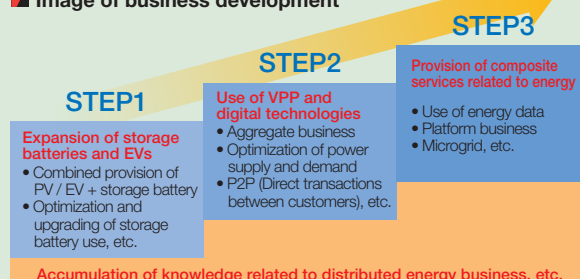 Image of business development
STEP1
Expansion of storage
batteries and EVs
• Combined provision of
PV / EV + storage battery
• Optimization and
upgrading of storage
battery use, etc.
STEP2
Use of VPP and
digital technologies
• Aggregate business
• Optimization of power
supply and demand
• P2P (Direct transactions
between customers), etc.
STEP3
Provision of composite
services related to energy
• Use of energy data
• Platform business
• Microgrid, etc.
Accumulation of knowledge related to distributed energy business, etc.